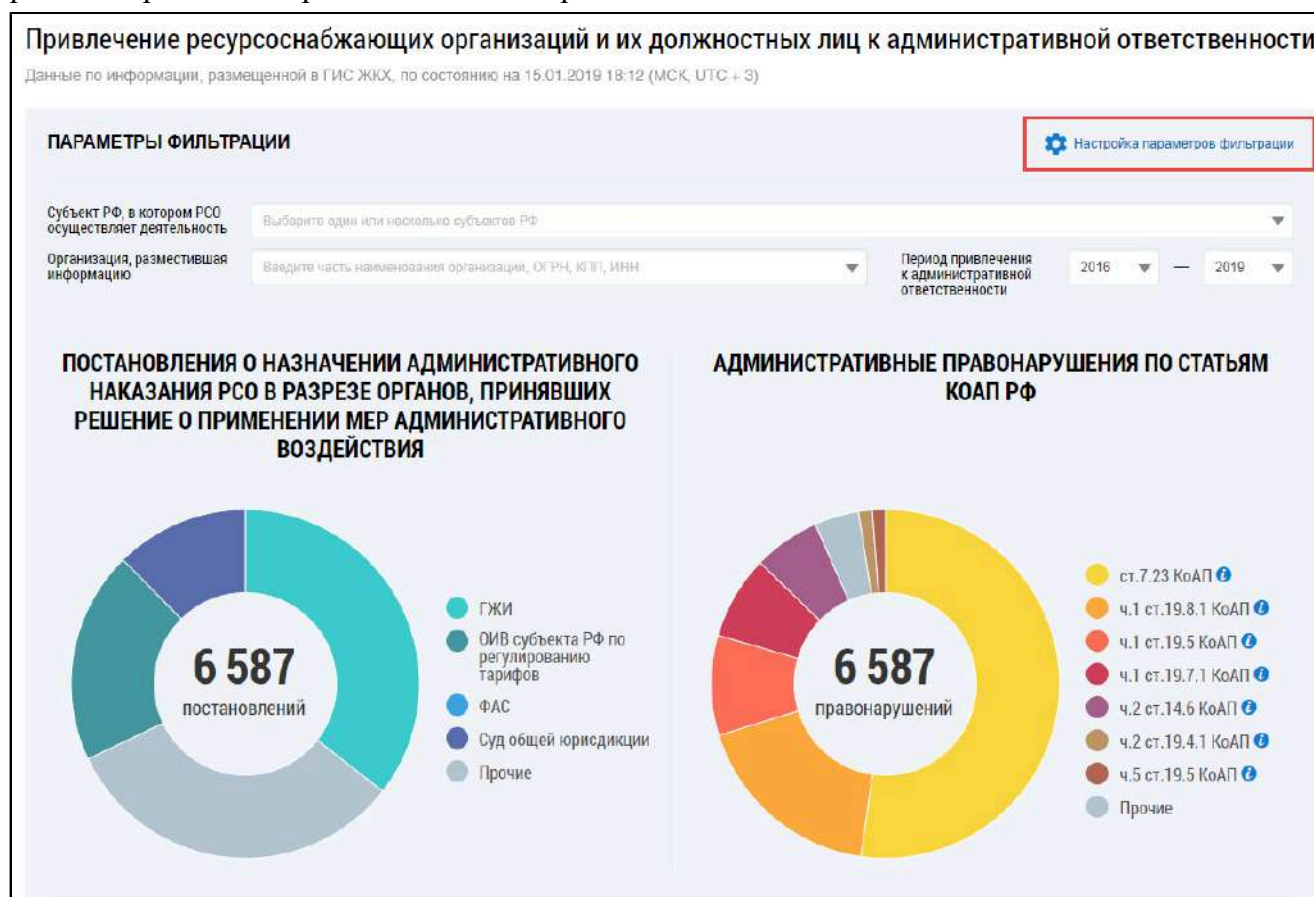 Привлечение ресурсоснабжающих организаций и их должностных лиц к административной ответственности
Данные по информации, размещенной в ГИС ЖКХ, по состоянию на 15.01.2019 18:12 (МСК, UTC + 3)
ПАРАМЕТРЫ ФИЛЬТРАЦИИ
Настройка параметров фильтрации
Субъект РФ, в котором РСО
осуществляет деятельность
Выберите один или несколько субъектов РФ
Организация, разместившая
информацию
Введите часть наименования организации, ОГРН, КПП, ИНН
Период привлечения
к административной
ответственности
2016 — 2019
ПОСТАНОВЛЕНИЯ О НАЗНАЧЕНИИ АДМИНИСТРАТИВНОГО
НАКАЗАНИЯ РСО В РАЗРЕЗЕ ОРГАНОВ, ПРИНЯВШИХ
РЕШЕНИЕ О ПРИМЕНЕНИИ МЕР АДМИНИСТРАТИВНОГО
ВОЗДЕЙСТВИЯ
6 587
постановлений
ГЖИ
ОИВ субъекта РФ по
регулированию
тарифов
ФАС
Суд общей юрисдикции
Прочие
АДМИНИСТРАТИВНЫЕ ПРАВОНАРУШЕНИЯ ПО СТАТЬЯМ
КОАП РФ
6 587
правонарушений
ст.7.23 КоАП
ч.1 ст.19.8.1 КоАП
ч.1 ст.19.5 КоАП
ч.1 ст.19.7.1 КоАП
ч.2 ст.14.6 КоАП
ч.2 ст.19.4.1 КоАП
ч.5 ст.19.5 КоАП
Прочие